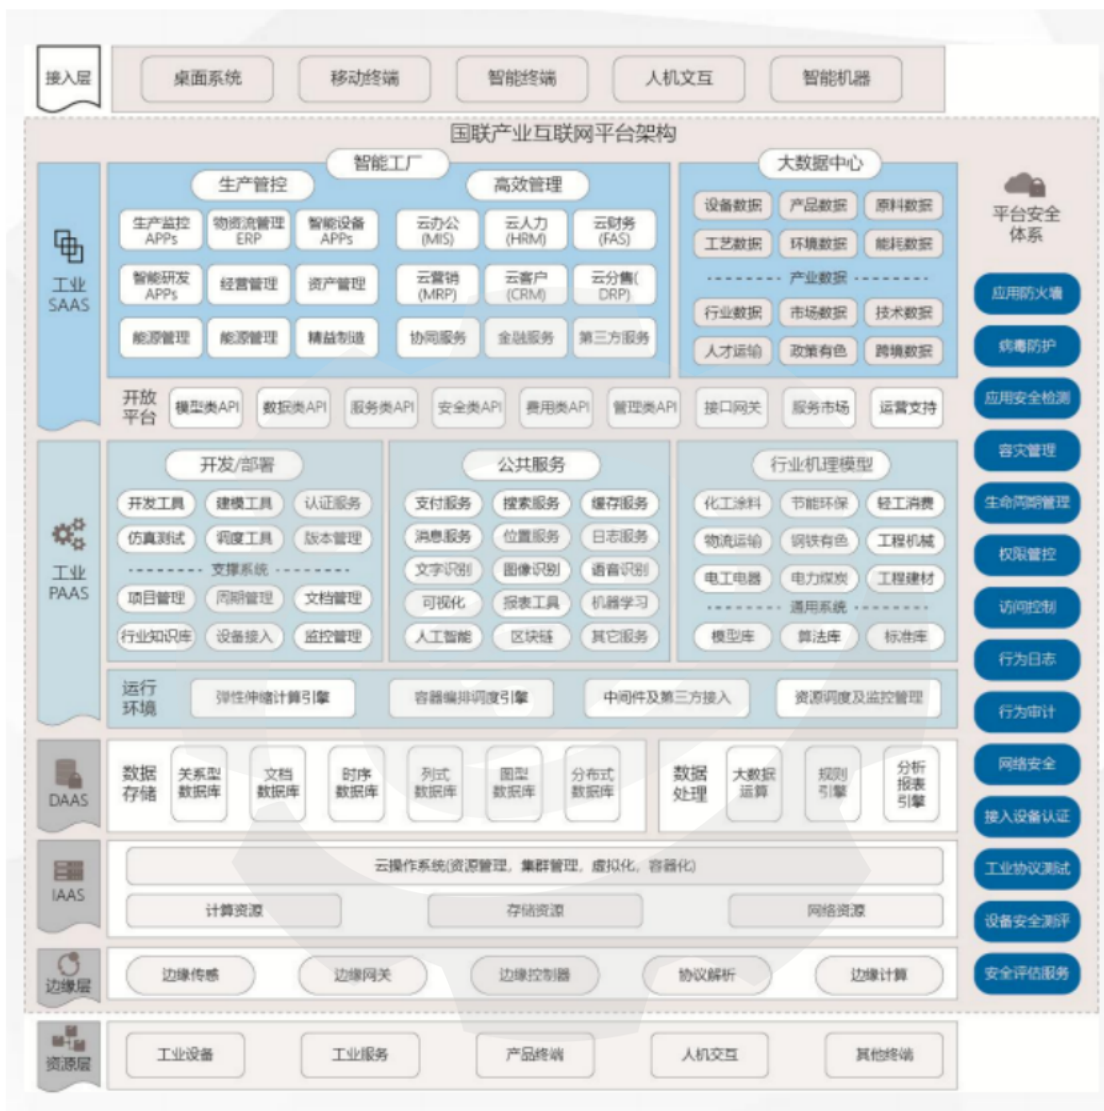 接入层
桌面系统 移动终端 智能终端 人机文互 智能机器
国联产业互联网平台架构
智能工厂 大数据中心
生产管控 高效管理
工业
SAAS
生产监控
APPs
物资流管理
ERP
智能设备
APPs
云办公
(MIS)
云人力
(HRM)
云财务
(FAS)
智能研发
APPs
经营管理
资产管理
云营销
(MRP)
云客户
(CRM)
云分售(
DRP)
能源管理 能源管理 精益制造 协同服务 金融服务 第三方服务
设备数据 产品数据 原料数据
工艺数据 环境数据 能耗数据
产业数据
行业数据 市场数据 技术数据
人才运输 政策有色 跨境数据
开放
平台
模型类API 数据类API 服务类API 安全类API 费用类API 管理类API 接口网关 服务市场 运营支持
工业
PAAS
开发/部署
开发工具 建模工具 认证服务
仿真测试 调度工具 版本管理
支撑系统
项目管理 周期管理 文档管理
行业知识库 设备接入 监控管理
公共服务
支付服务 搜索服务 缓存服务
消息服务 位置服务 日志服务
文字识别 图像识别 语音识别
可视化 报表工具 机器学习
人工智能 区块链 其它服务
行业机理模型
化工涂料 节能环保 轻工消费
物流运输 钢铁有色 工程机械
电工电器 电力煤炭 工程建材
通用系统
模型库 算法库 标准库
运行
环境
弹性伸缩计算引擎 容器编排调度引擎 中间件及第三方接入 资源调度及监控管理
DAAS
数据
存储
关系型
数据库
文档
数据库
时序
数据库
列式
数据库
图型
数据库
分布式
数据库
数据
处理
大数据
运算
规则
引擎
分析
报表
引擎
IAAS
云操作系统(资源管理，集群管理，虚拟化，容器化)
计算资源 存储资源 网络资源
边缘层
边缘传感 边缘网关 边缘控制器 协议解析 边缘计算
资源层
工业设备 工业服务 产品终端 人机交互 其他终端
平台安全
体系
应用防火墙
病毒防护
应用安全检测
容灾管理
生命周期管理
权限管控
访问控制
行为日志
行为审计
网络安全
接入设备认证
工业协议测试
设备安全测评
安全评估服务